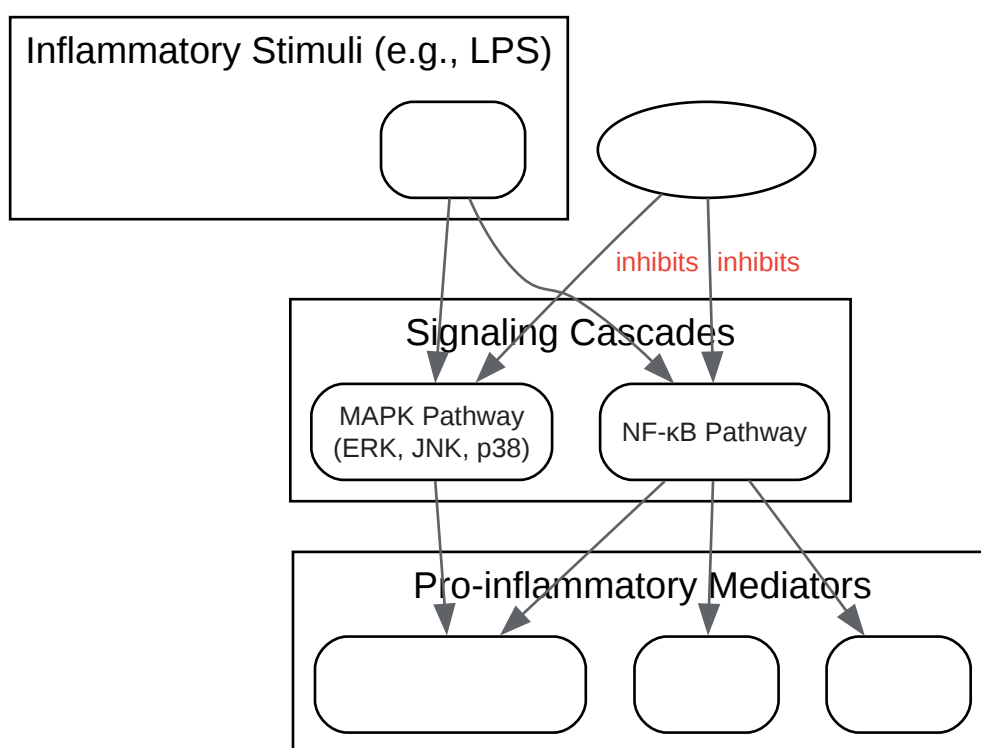 Inflammatory Stimuli (e.g., LPS)
inhibits
inhibits
Signaling Cascades
MAPK Pathway
(ERK, JNK, p38)
NF-κB Pathway
Pro-inflammatory Mediators